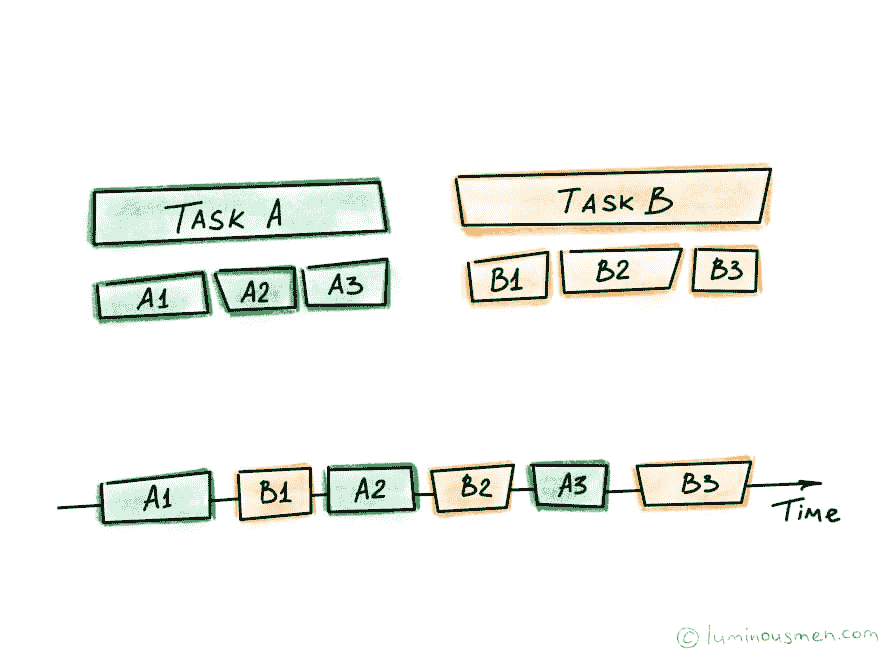 TASK A
TASK B
A1 A2 A3
B1 B2 B3
A1 B1 A2 B2 A3 B3
TIME
© luminousmen.com